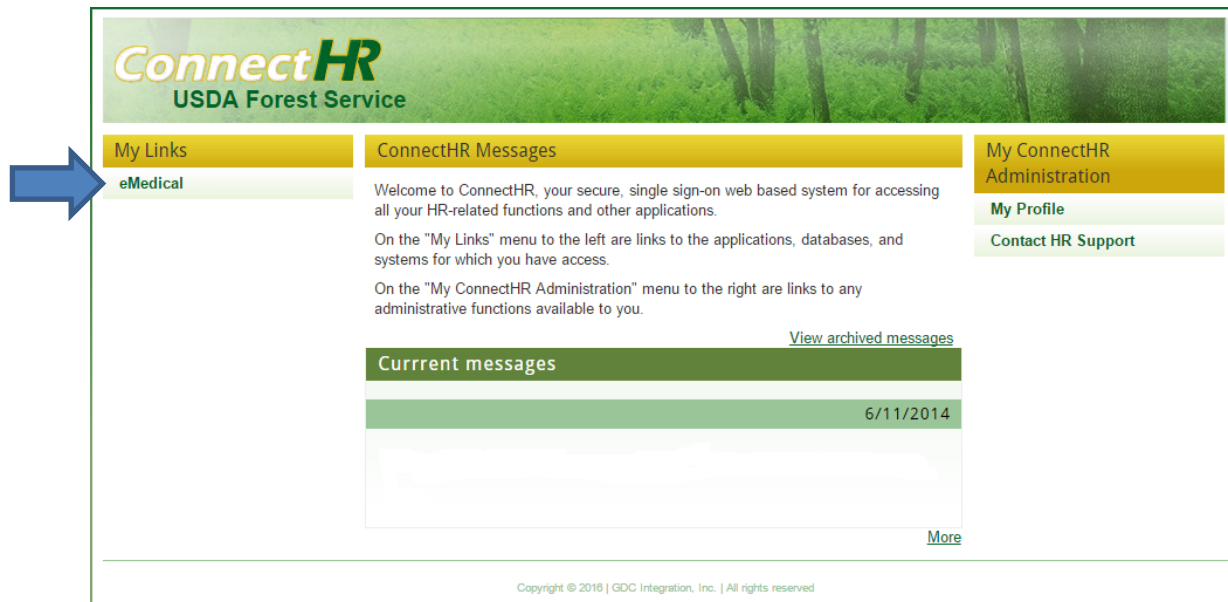 ConnectHR
USDA Forest Service
My Links
eMedical
ConnectHR Messages
Welcome to ConnectHR, your secure, single sign-on web based system for accessing
all your HR-related functions and other applications.
On the "My Links" menu to the left are links to the applications, databases, and
systems for which you have access.
On the "My ConnectHR Administration" menu to the right are links to any
administrative functions available to you.
View archived messages
Currrent messages
6/11/2014
More
My ConnectHR
Administration
My Profile
Contact HR Support
Copyright © 2016 | GDC Integration, Inc. | All rights reserved